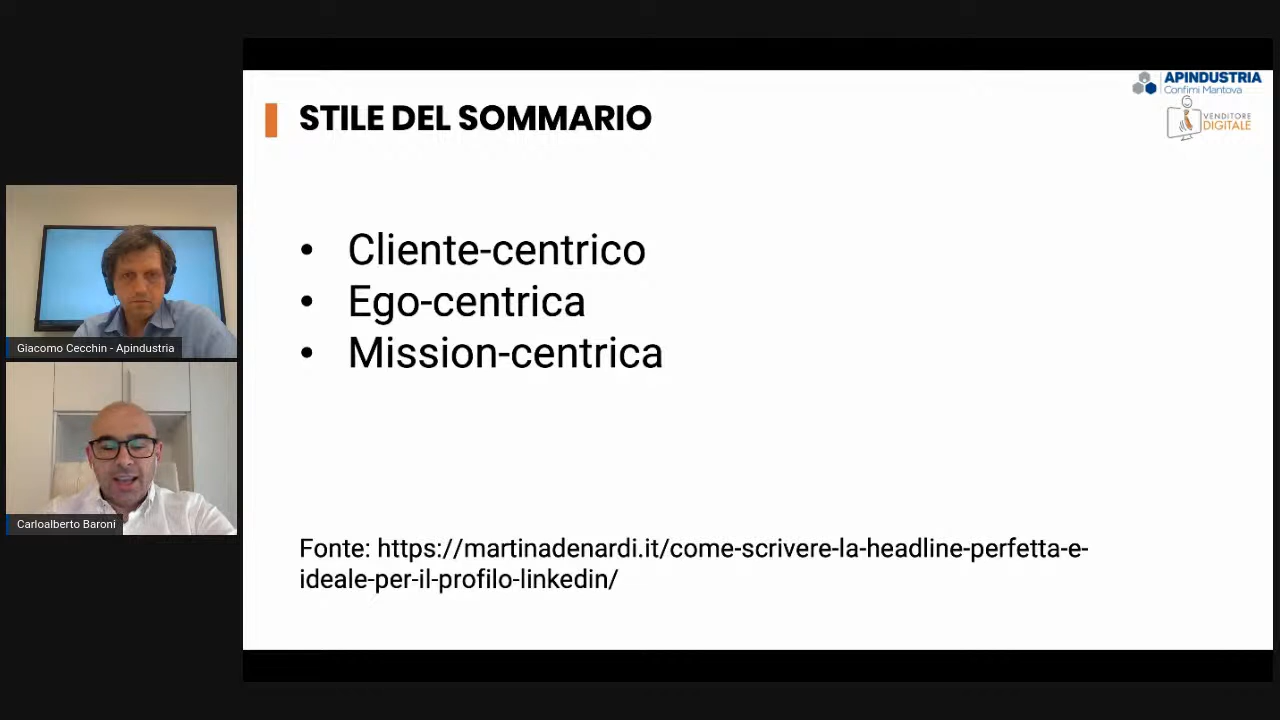 APINDUSTRIA
Confimi Mantova
VENDITORE
DIGITALE
STILE DEL SOMMARIO
• Cliente-centrico
• Ego-centrica
• Mission-centrica
Giacomo Cecchin - Apindustria
Carloalberto Baroni
Fonte: https://martinadenardi.it/come-scrivere-la-headline-perfetta-e-
ideale-per-il-profilo-linkedin/